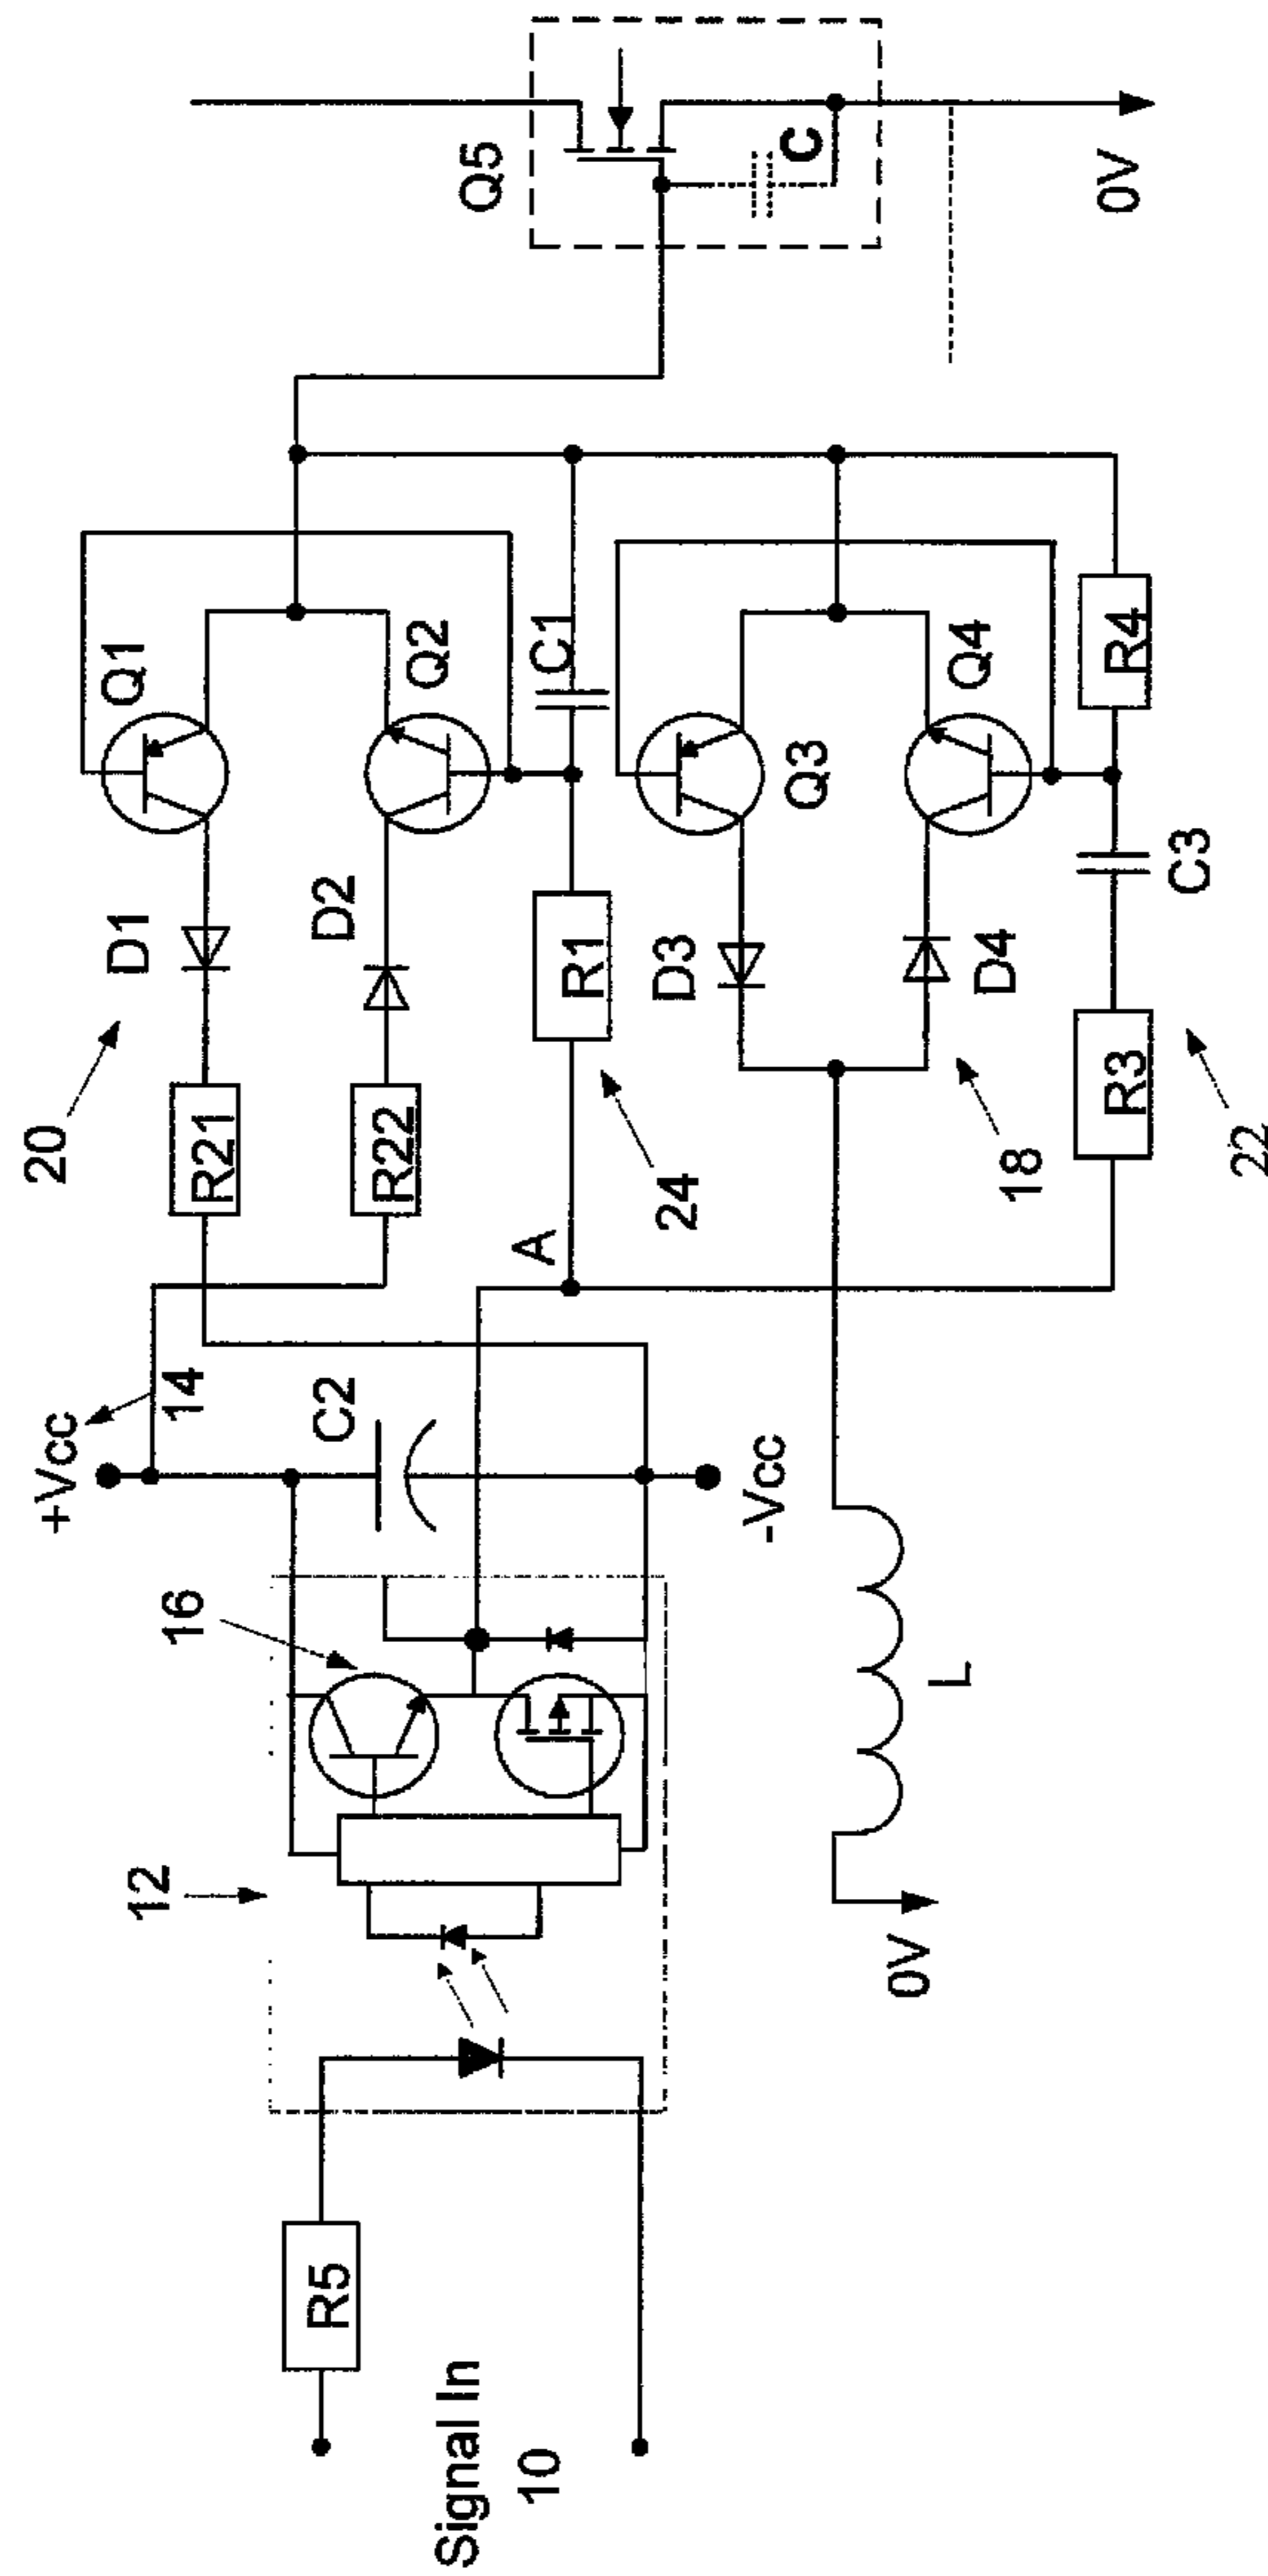 Signal In
10
R5
12
16
+Vcc
14
C2
-Vcc
L
0V
20
R21
R22
D1
D2
Q1
Q2
A
24
R1
C1
D3
D4
Q3
Q4
18
R3
C3
R4
22
Q5
C
0V